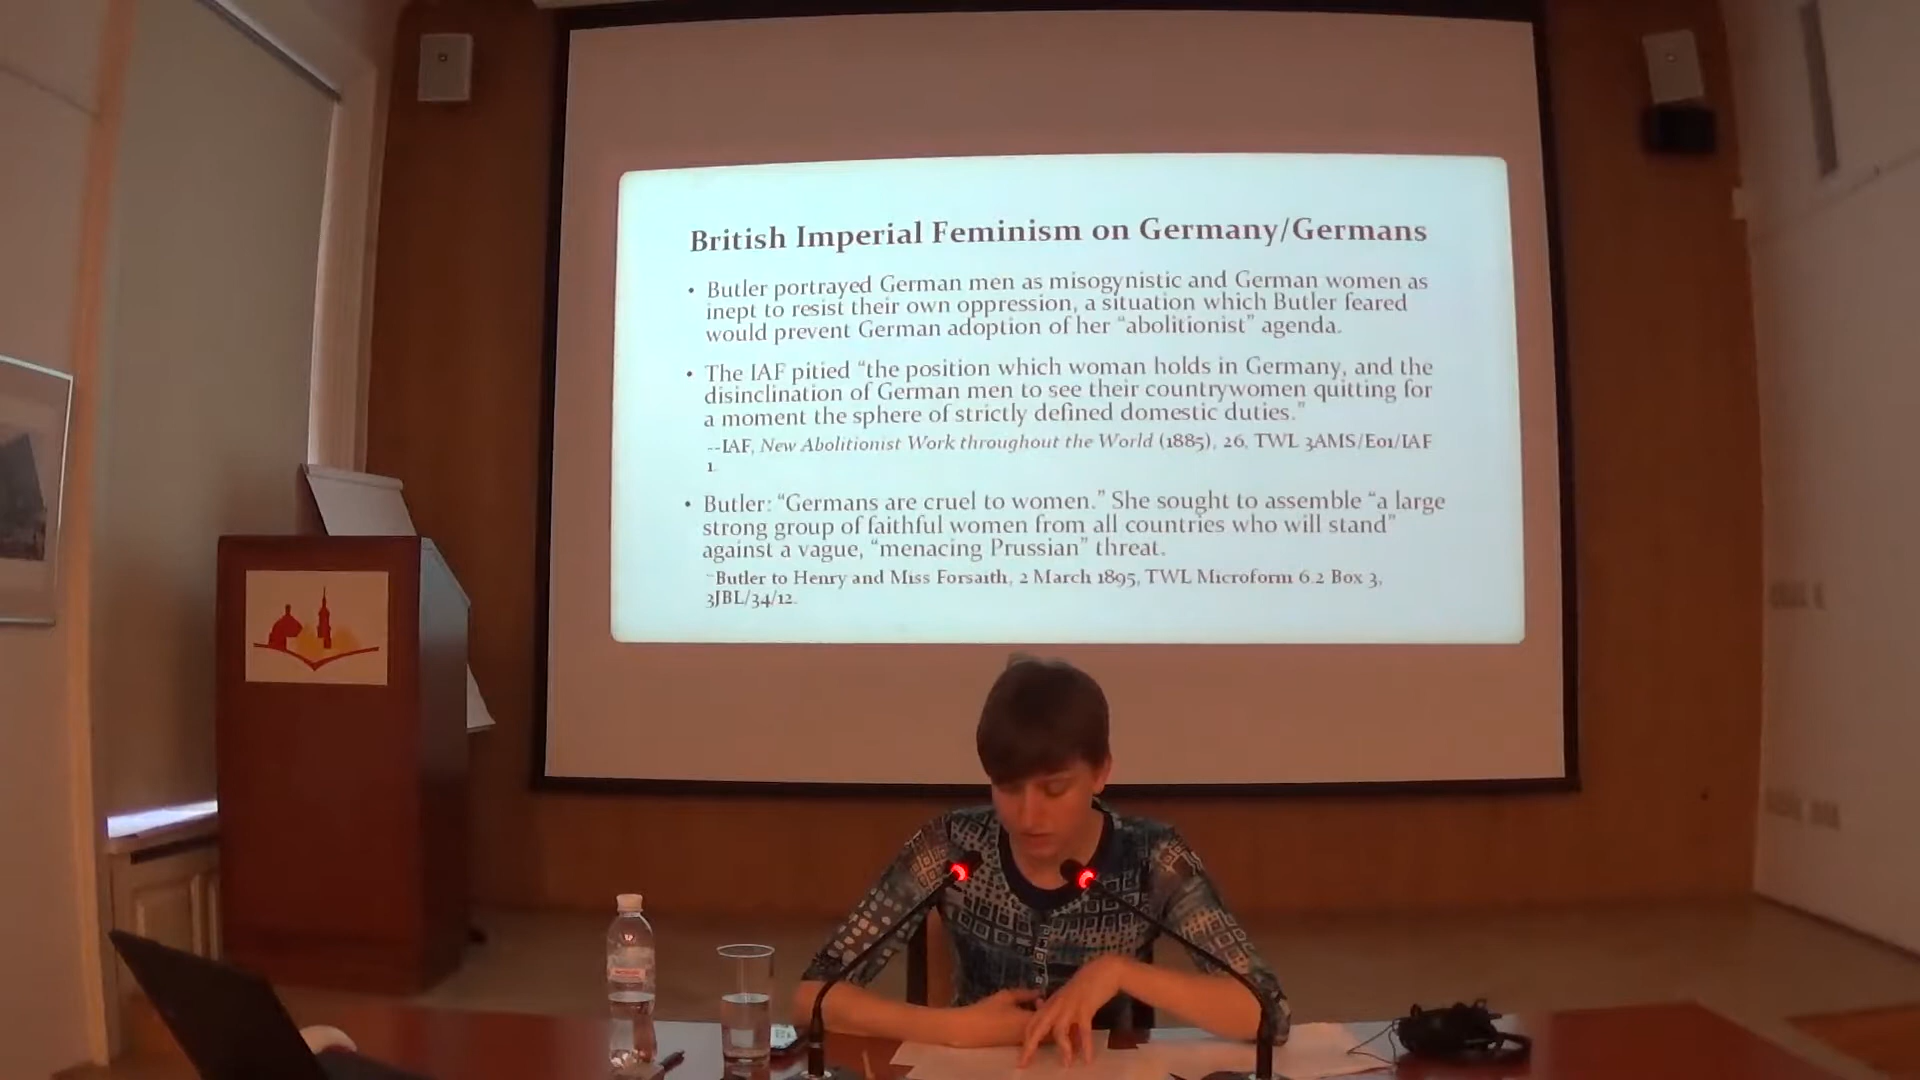 British Imperial Feminism on Germany/Germans
• Butler portrayed German men as misogynistic and German women as
inept to resist their own oppression, a situation which Butler feared
would prevent German adoption of her “abolitionist” agenda.
• The IAF pitied “the position which woman holds in Germany, and the
disinclination of German men to see their countrywomen quitting for
a moment the sphere of strictly defined domestic duties.”
--IAF, New Abolitionist Work throughout the World (1885), 26, TWL 3AMS/E01/IAF
1.
• Butler: “Germans are cruel to women.” She sought to assemble “a large
strong group of faithful women from all countries who will stand”
against a vague, “menacing Prussian” threat.
--Butler to Henry and Miss Forsaith, 2 March 1895, TWL Microform 6.2 Box 3,
3JBL/34/12.